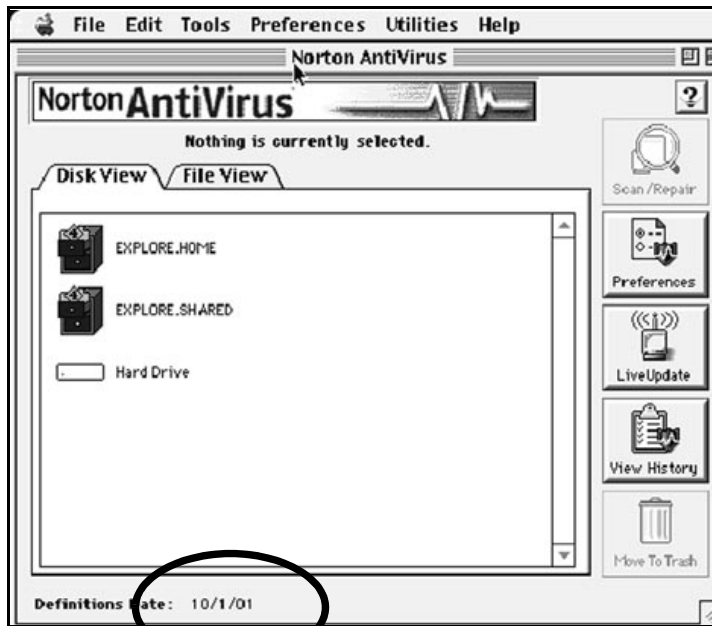 File Edit Tools Preferences Utilities Help
Norton AntiVirus
Norton AntiVirus
?
Nothing is currently selected.
Disk View File View
Scan/Repair
EXPLORE.HOME
Preferences
EXPLORE.SHARED
LiveUpdate
Hard Drive
View History
Move To Trash
Definitions Date: 10/1/01